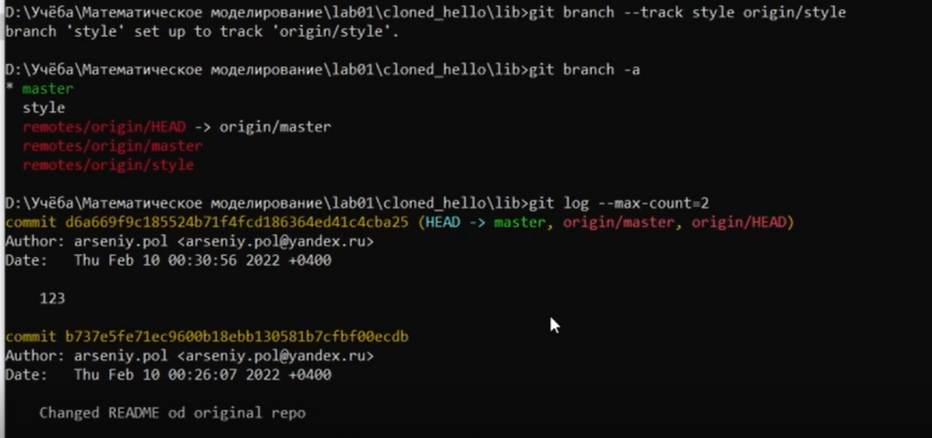 D:\Учёба\Математическое моделирование\lab01\cloned_hello\lib>git branch --track style origin/style
branch 'style' set up to track 'origin/style'.
D:\Учёба\Математическое моделирование\lab01\cloned_hello\lib>git branch -a
* master
style
remotes/origin/HEAD -> origin/master
remotes/origin/master
remotes/origin/style
D:\Учёба\Математическое моделирование\lab01\cloned_hello\lib>git log --max-count=2
commit d6a669f9c185524b71f4fcd186364ed41c4cba25 (HEAD -> master, origin/master, origin/HEAD)
Author: arseniy.pol <arseniy.pol@yandex.ru>
Date:   Thu Feb 10 00:30:56 2022 +0400
123
commit b737e5fe71ec9600b18ebb130581b7cfbf00ecdb
Author: arseniy.pol <arseniy.pol@yandex.ru>
Date:   Thu Feb 10 00:26:07 2022 +0400
Changed README od original repo